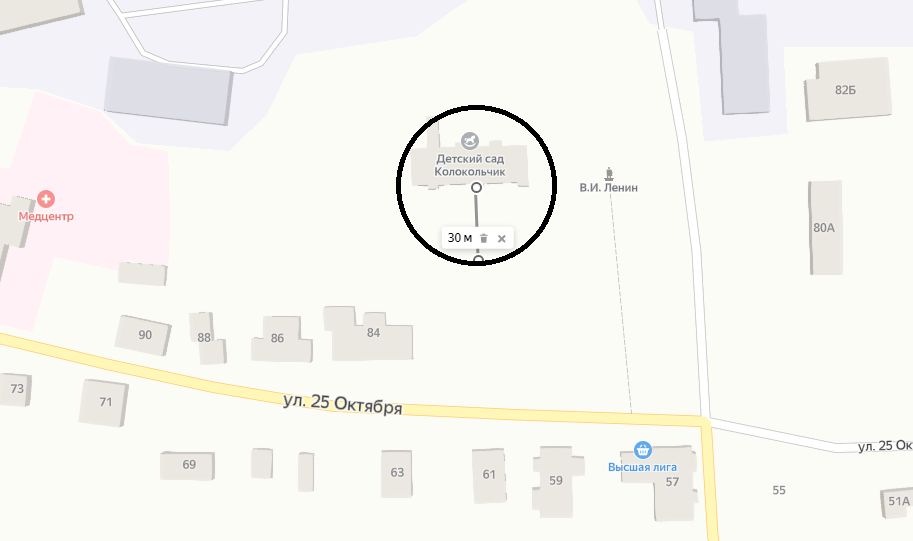 82Б
Детский сад
Колокольчик
В.И. Ленин
Медцентр
80А
30 м
90
88
86
84
73
71
ул. 25 Октября
ул. 25 Ок
69
63
61
59
Высшая лига
57
55
51А